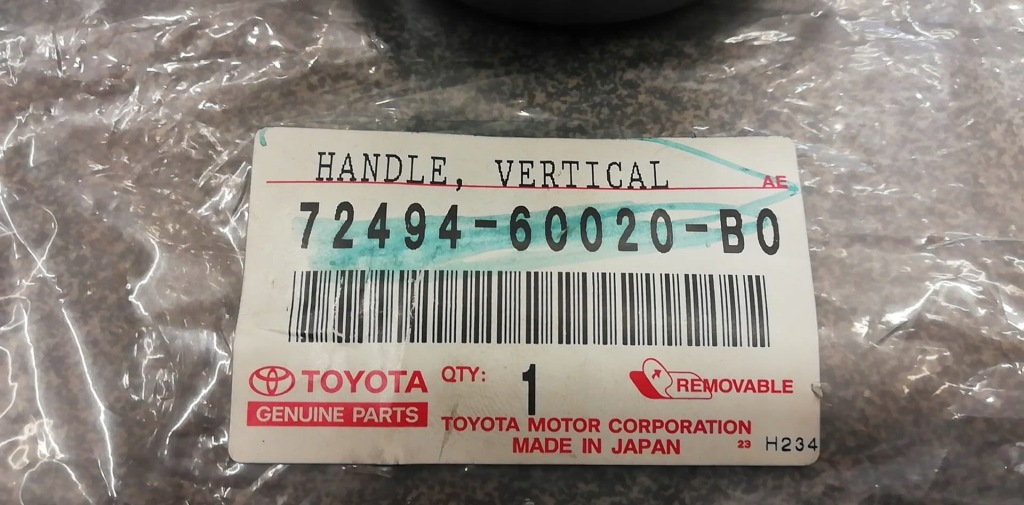 HANDLE, VERTICAL
AE
72494-60020-B0
TOYOTA QTY: 1 REMOVABLE
GENUINE PARTS
TOYOTA MOTOR CORPORATION
MADE IN JAPAN 23 H234